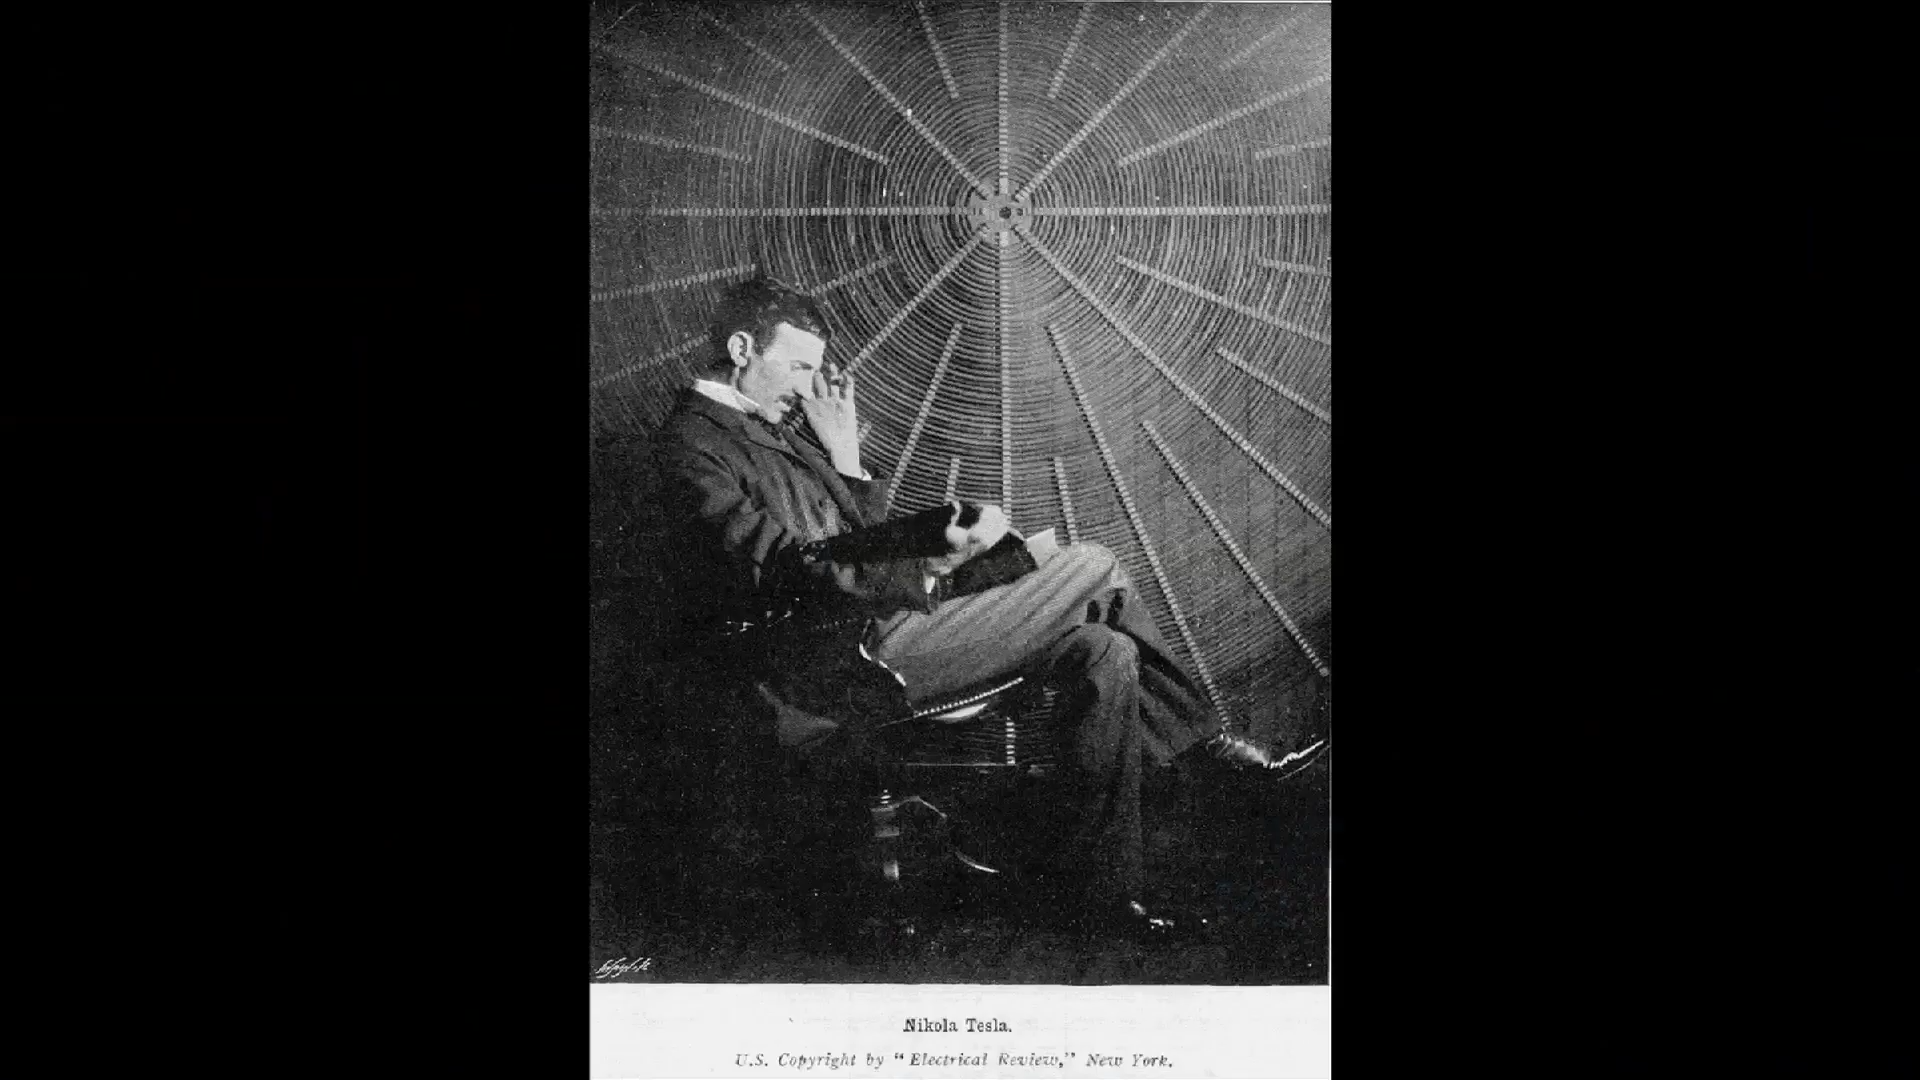 Nikola Tesla.
U.S. Copyright by "Electrical Review," New York.